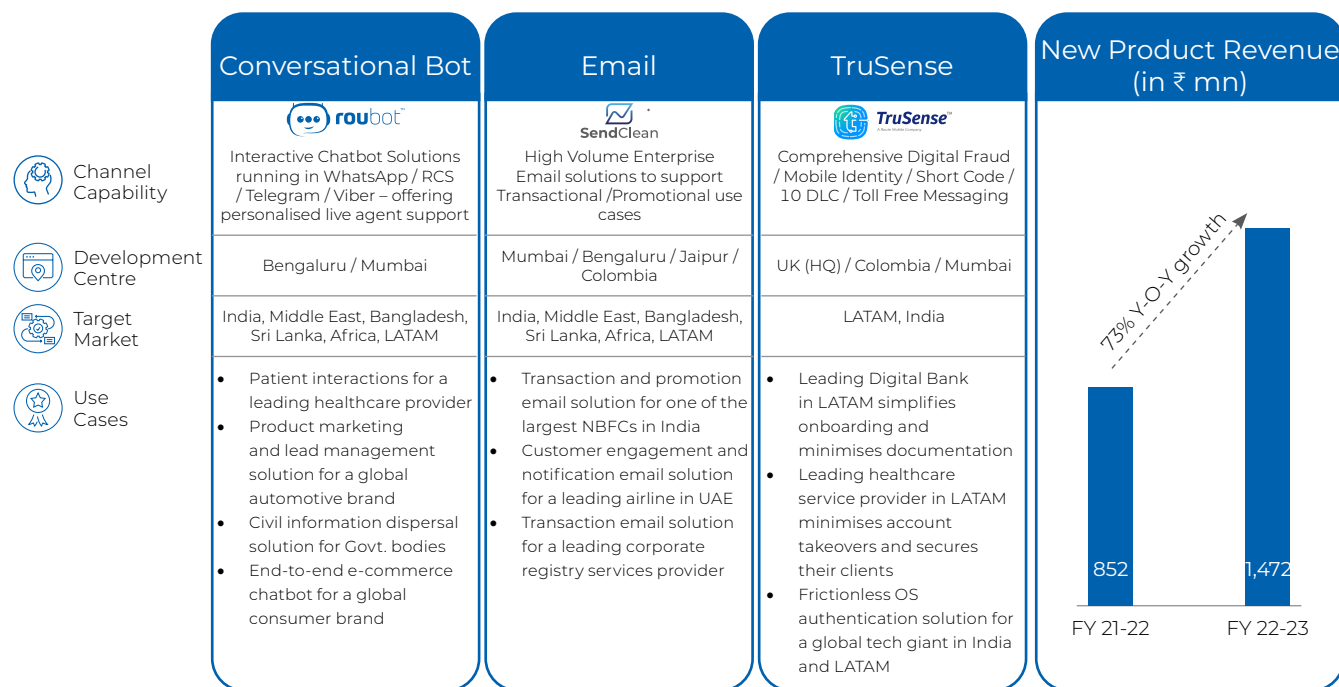 Conversational Bot
Email
TruSense
New Product Revenue
(in ₹ mn)
roubot™
SendClean
TruSense™
A Route Mobile Company
Channel
Capability
Interactive Chatbot Solutions
running in WhatsApp / RCS
/ Telegram / Viber – offering
personalised live agent support
High Volume Enterprise
Email solutions to support
Transactional /Promotional use
cases
Comprehensive Digital Fraud
/ Mobile Identity / Short Code /
10 DLC / Toll Free Messaging
Development
Centre
Bengaluru / Mumbai
Mumbai / Bengaluru / Jaipur /
Colombia
UK (HQ) / Colombia / Mumbai
Target
Market
India, Middle East, Bangladesh,
Sri Lanka, Africa, LATAM
India, Middle East, Bangladesh,
Sri Lanka, Africa, LATAM
LATAM, India
Use
Cases
• Patient interactions for a
leading healthcare provider
• Product marketing
and lead management
solution for a global
automotive brand
• Civil information dispersal
solution for Govt. bodies
• End-to-end e-commerce
chatbot for a global
consumer brand
• Transaction and promotion
email solution for one of the
largest NBFCs in India
• Customer engagement and
notification email solution
for a leading airline in UAE
• Transaction email solution
for a leading corporate
registry services provider
• Leading Digital Bank
in LATAM simplifies
onboarding and
minimises documentation
• Leading healthcare
service provider in LATAM
minimises account
takeovers and secures
their clients
• Frictionless OS
authentication solution for
a global tech giant in India
and LATAM
73% Y-O-Y growth
852
1,472
FY 21-22
FY 22-23